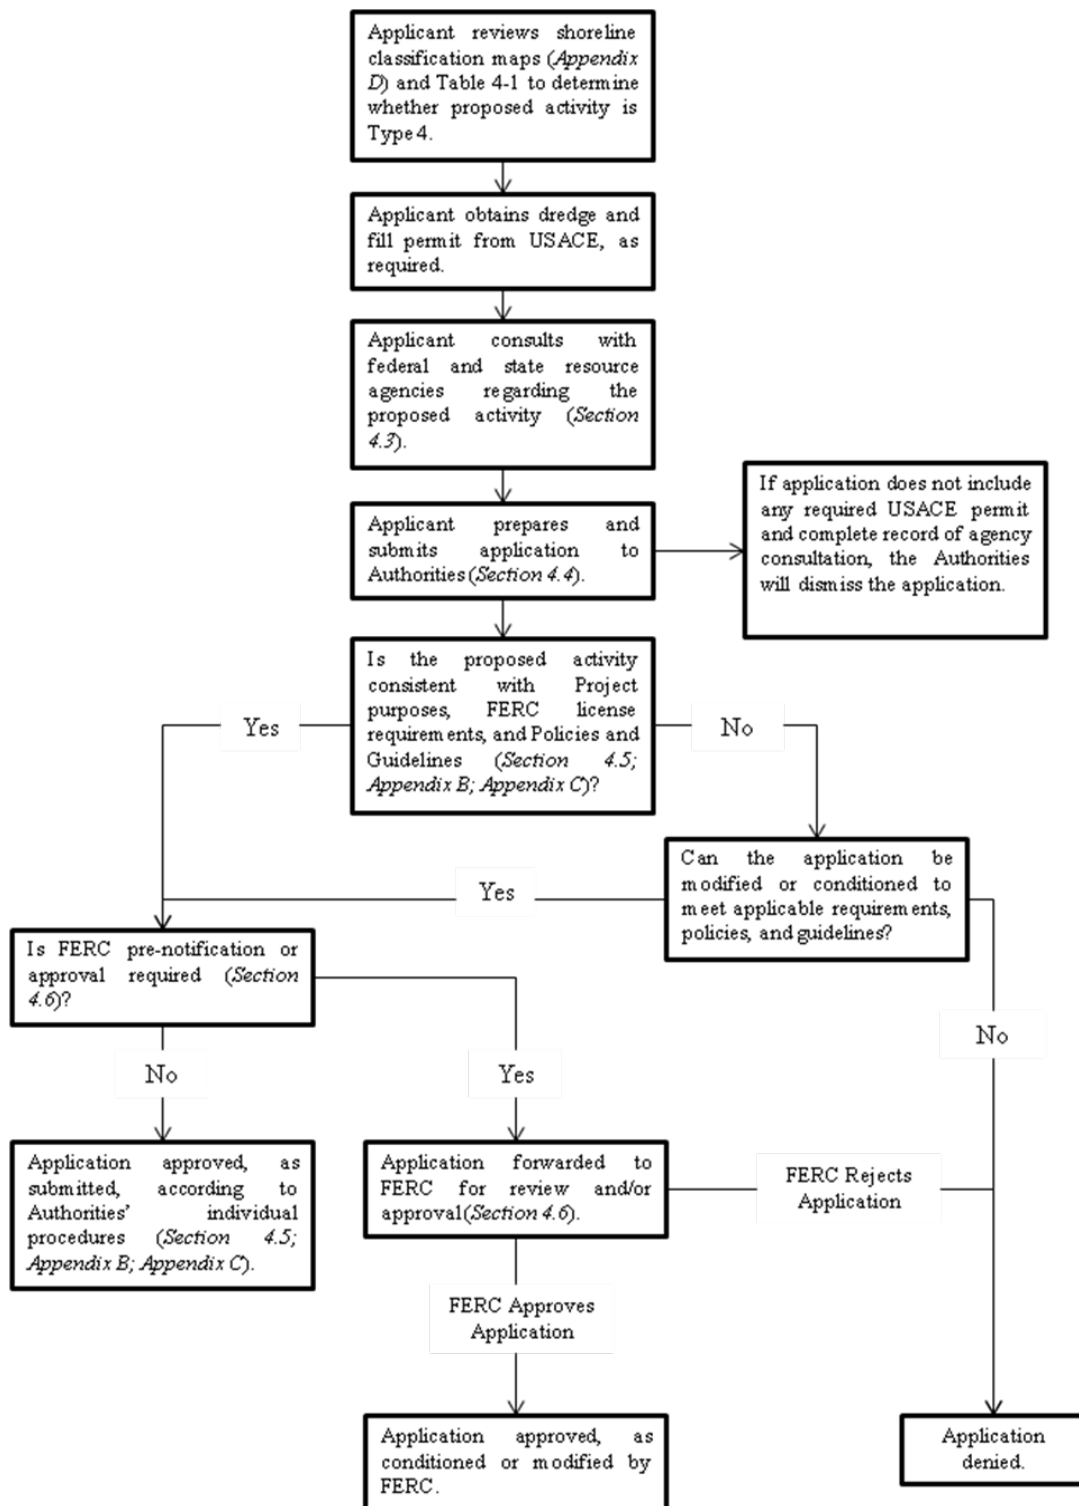 Applicant reviews shoreline
classification maps (Appendix
D) and Table 4-1 to determine
whether proposed activity is
Type 4.
Applicant obtains dredge and
fill permit from USACE, as
required.
Applicant consults with
federal and state resource
agencies regarding the
proposed activity (Section
4.3).
Applicant prepares and
submits application to
Authorities (Section 4.4).
If application does not include
any required USACE permit
and complete record of agency
consultation, the Authorities
will dismiss the application.
Is the proposed activity
consistent with Project
purposes, FERC license
requirements, and Policies and
Guidelines (Section 4.5;
Appendix B; Appendix C)?
Yes
No
Can the application be
modified or conditioned to
meet applicable requirements,
policies, and guidelines?
Yes
Is FERC pre-notification or
approval required (Section
4.6)?
No
No
Yes
Application approved, as
submitted, according to
Authorities' individual
procedures (Section 4.5;
Appendix B; Appendix C).
Application forwarded to
FERC for review and/or
approval (Section 4.6).
FERC Rejects
Application
FERC Approves
Application
Application approved, as
conditioned or modified by
FERC.
Application
denied.